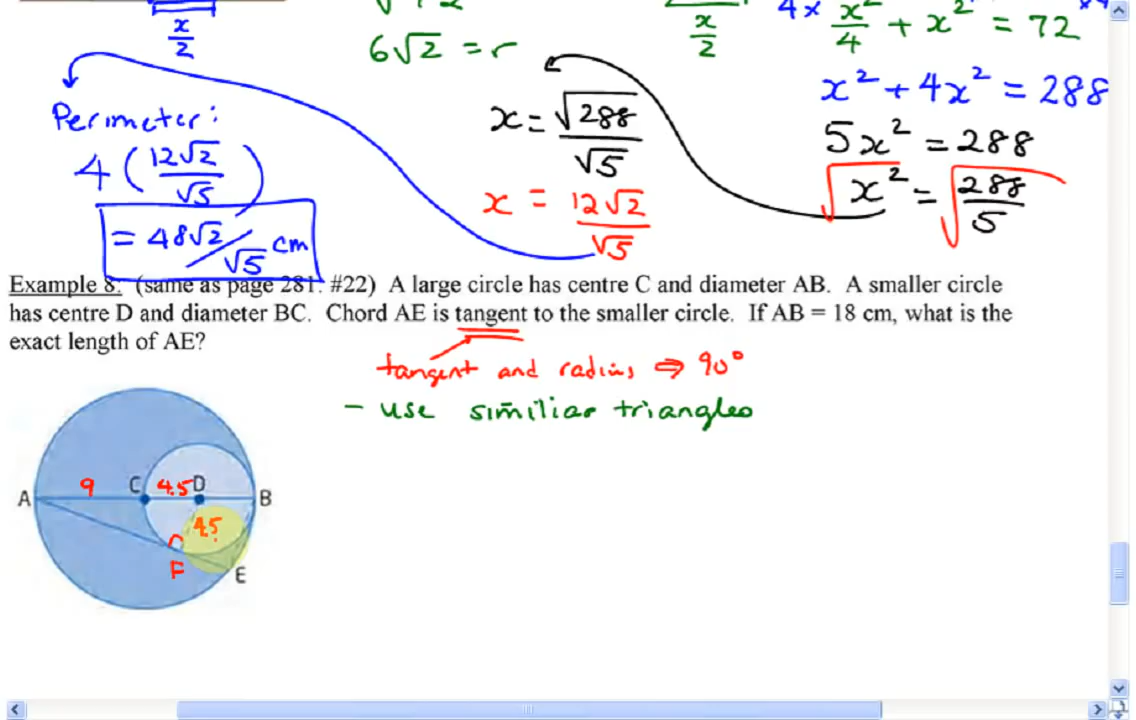 x/2
6√2 = r
x/2
4x x²/4 + x² = 72
x² + 4x² = 288
5x² = 288
√x² = √288/5
x = √288/√5
x = 12√2/√5
Perimeter:
4 (12√2/√5)
= 48√2/√5 cm
Example 8: (same as page 281. #22) A large circle has centre C and diameter AB. A smaller circle
has centre D and diameter BC. Chord AE is tangent to the smaller circle. If AB = 18 cm, what is the
exact length of AE?
tangent and radius ⇒ 90°
- use similiar triangles
A 9 C 4.5 D B
4.5
F E